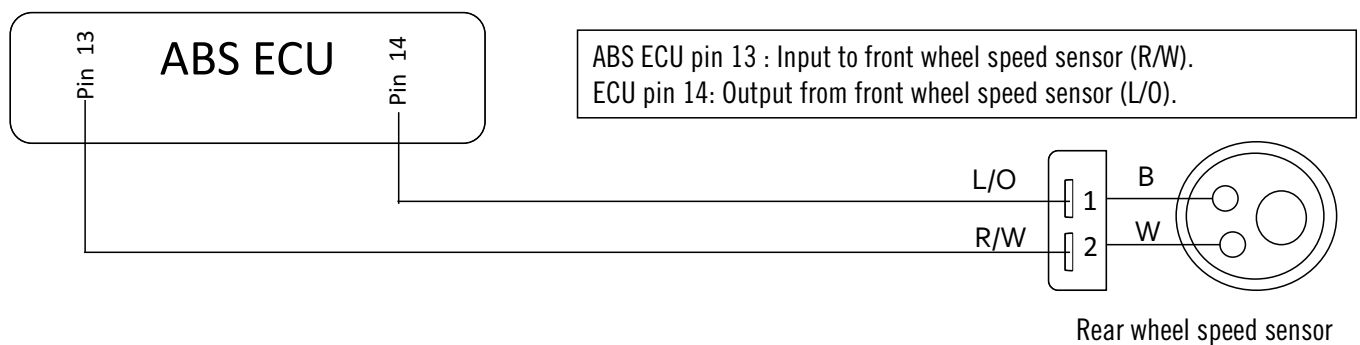 Pin 13
ABS ECU
Pin 14
ABS ECU pin 13 : Input to front wheel speed sensor (R/W).
ECU pin 14: Output from front wheel speed sensor (L/O).
L/O
1
B
R/W
2
W
Rear wheel speed sensor